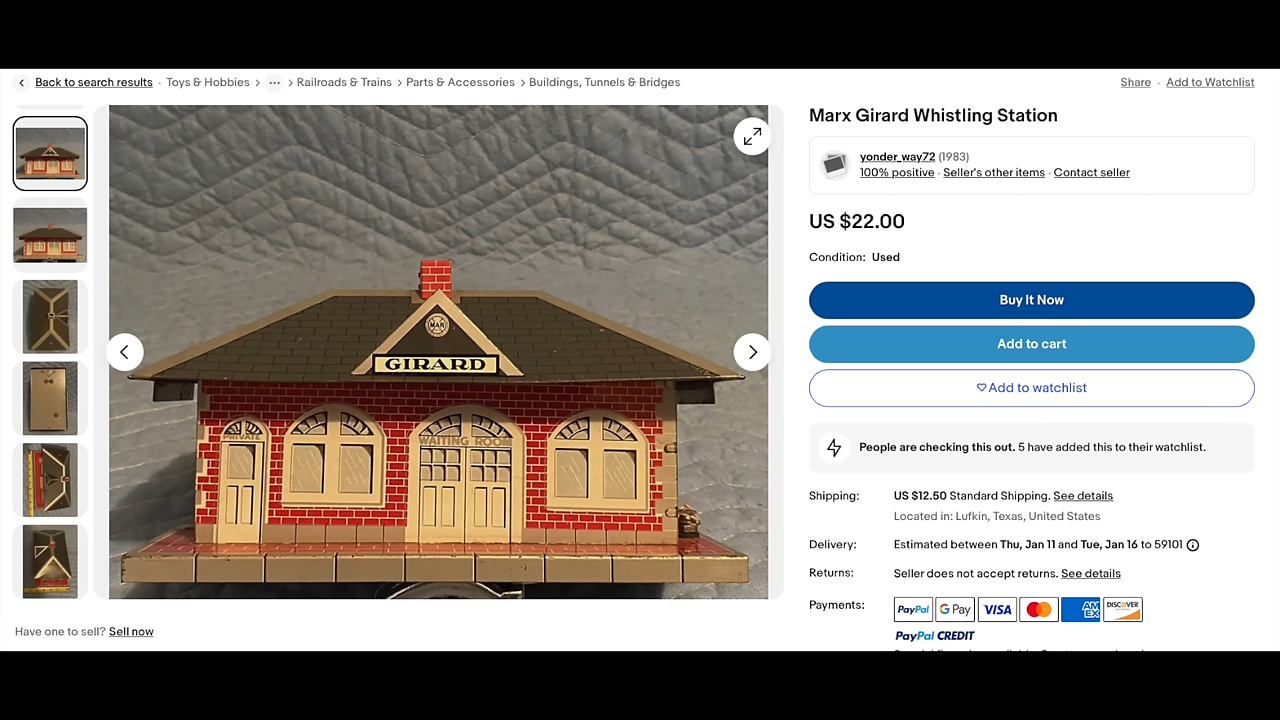 Back to search results · Toys & Hobbies > ··· > Railroads & Trains > Parts & Accessories > Buildings, Tunnels & Bridges
Share · Add to Watchlist
MAR
GIRARD
PRIVATE
WAITING ROOM
Have one to sell? Sell now
Marx Girard Whistling Station
yonder_way72 (1983)
100% positive · Seller's other items · Contact seller
US $22.00
Condition: Used
Buy It Now
Add to cart
Add to watchlist
People are checking this out. 5 have added this to their watchlist.
Shipping: US $12.50 Standard Shipping. See details
Located in: Lufkin, Texas, United States
Delivery: Estimated between Thu, Jan 11 and Tue, Jan 16 to 59101
Returns: Seller does not accept returns. See details
Payments: PayPal G Pay VISA AMEX DISCOVER
PayPal CREDIT